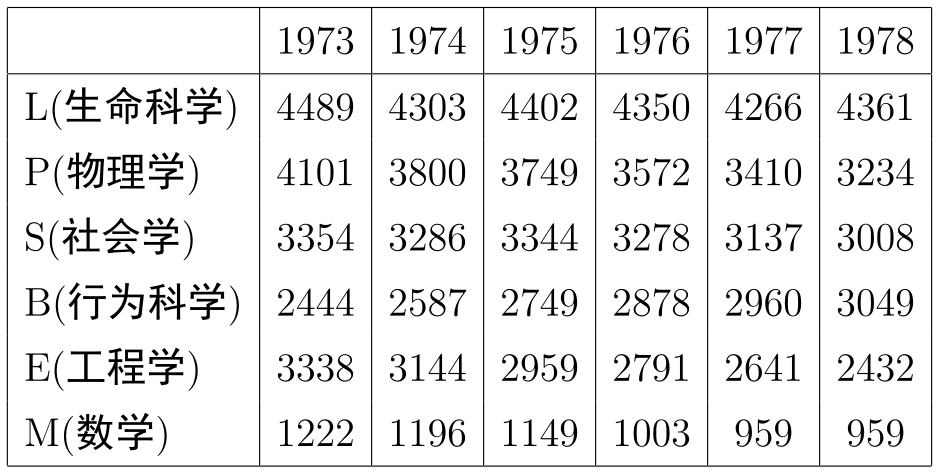 1973 1974 1975 1976 1977 1978
L(生命科学) 4489 4303 4402 4350 4266 4361
P(物理学) 4101 3800 3749 3572 3410 3234
S(社会学) 3354 3286 3344 3278 3137 3008
B(行为科学) 2444 2587 2749 2878 2960 3049
E(工程学) 3338 3144 2959 2791 2641 2432
M(数学) 1222 1196 1149 1003 959 959